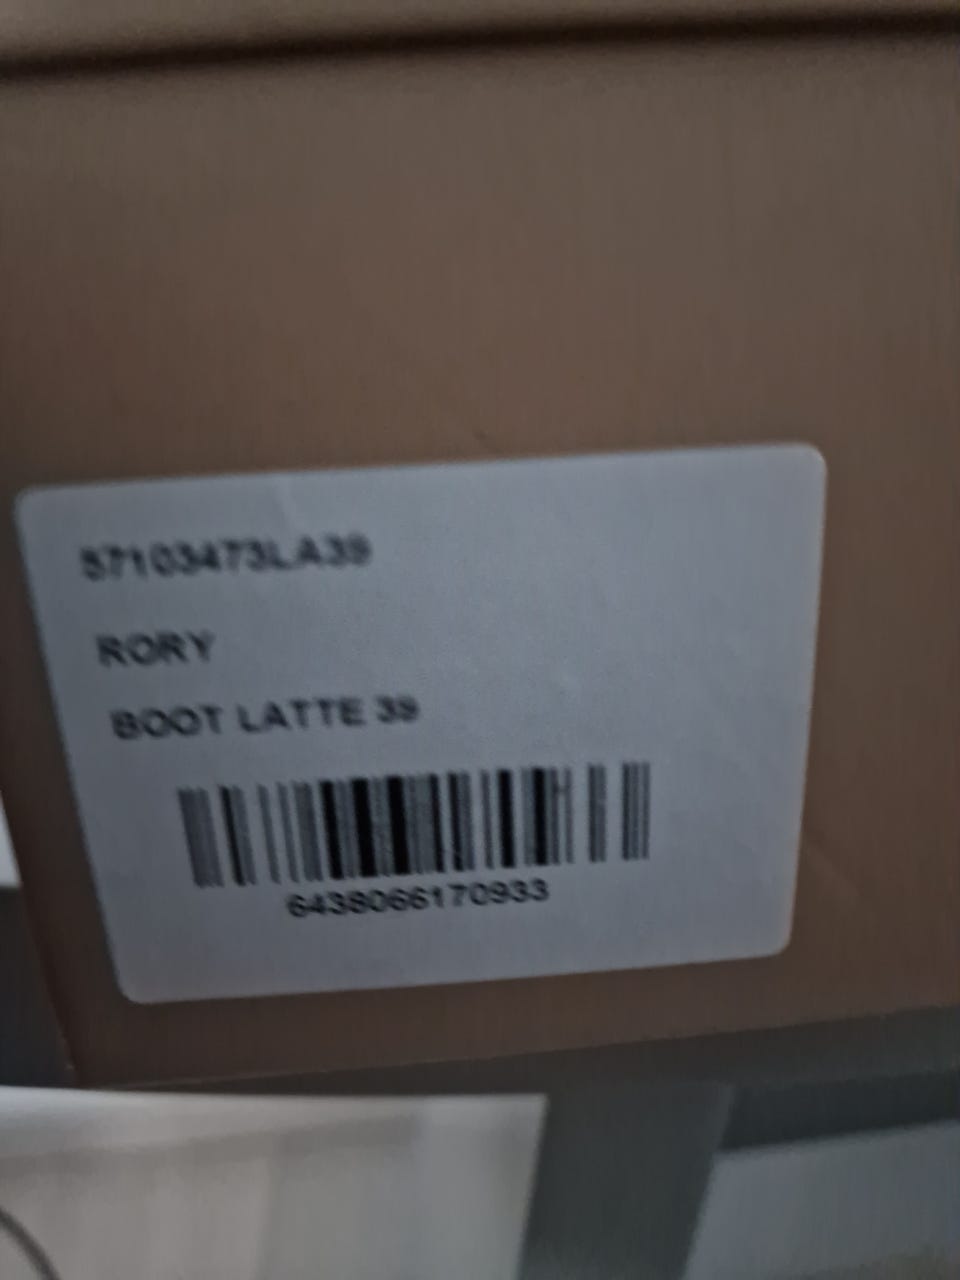 57103473LA39
RORY
BOOT LATTE 39
6438066170933